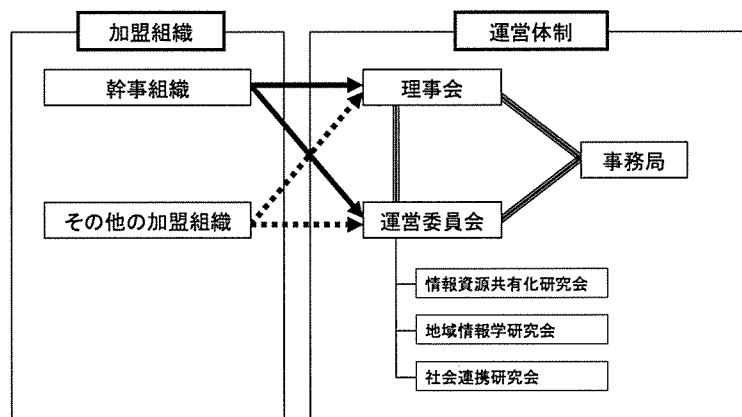 加盟組織
運営体制
幹事組織
理事会
事務局
その他の加盟組織
運営委員会
情報資源共有化研究会
地域情報学研究会
社会連携研究会